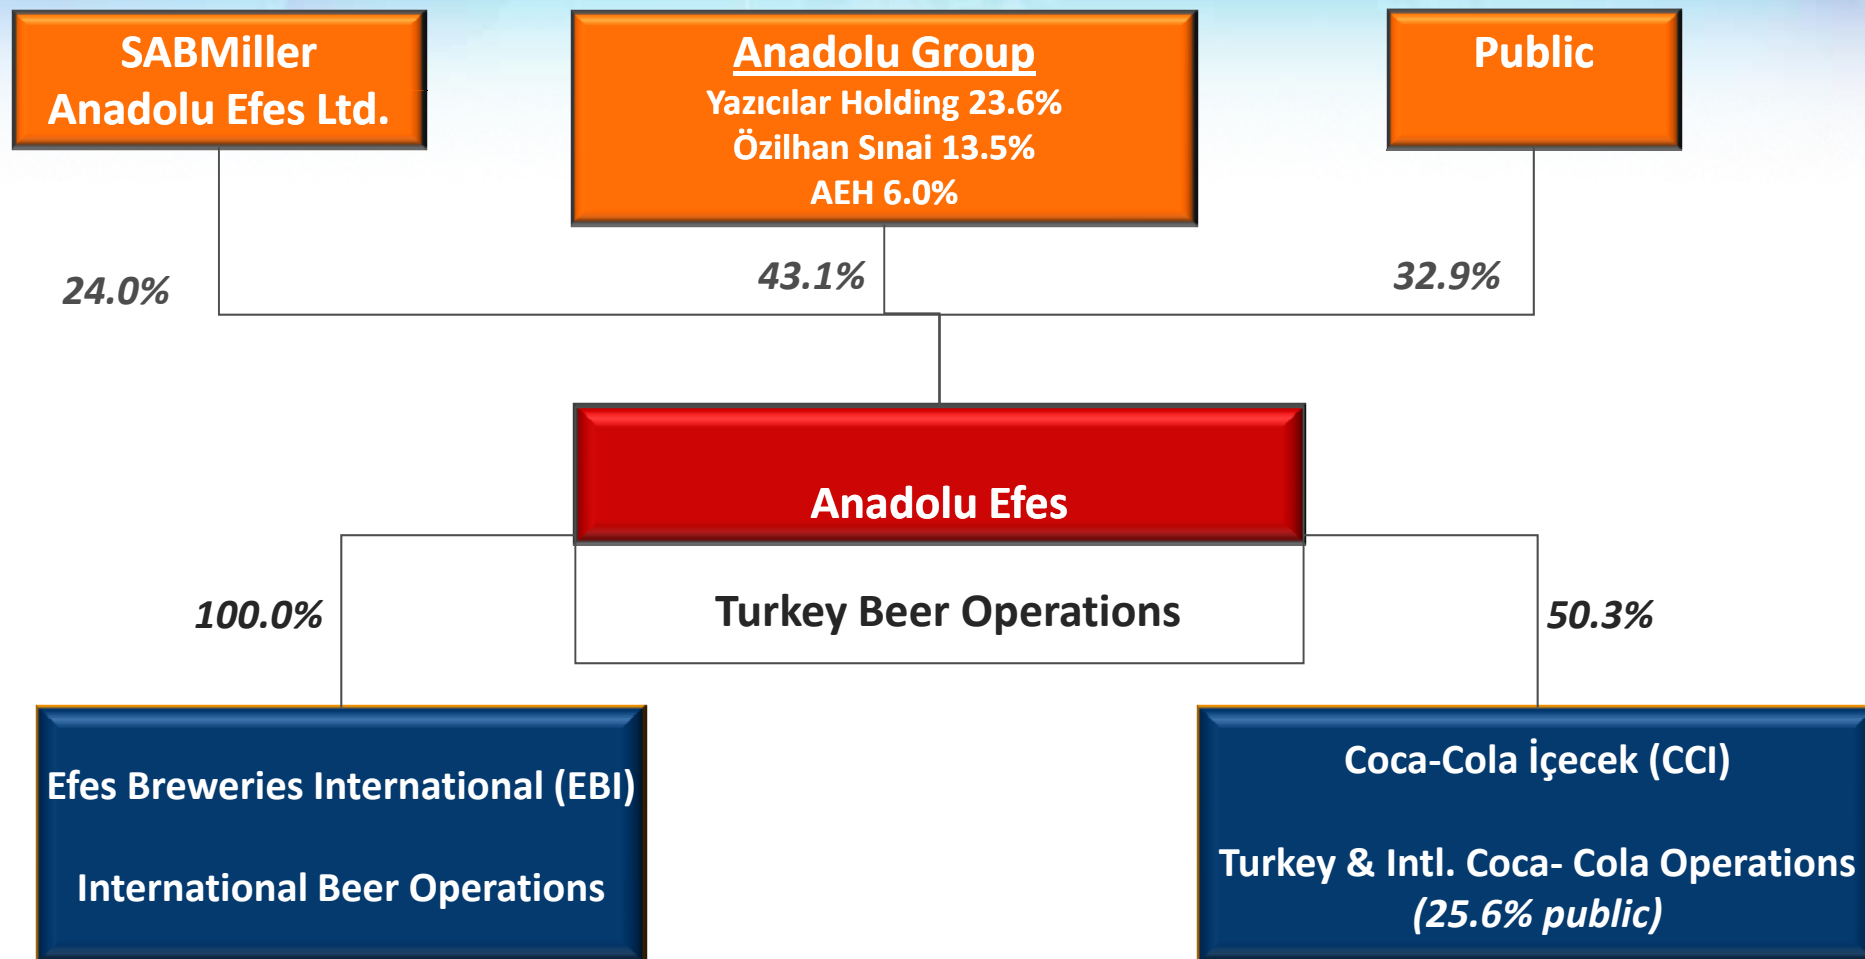 SABMiller
Anadolu Efes Ltd.
Anadolu Group
Yazıcılar Holding 23.6%
Özilhan Sınai 13.5%
AEH 6.0%
Public
24.0%
43.1%
32.9%
Anadolu Efes
Turkey Beer Operations
100.0%
50.3%
Efes Breweries International (EBI)
International Beer Operations
Coca-Cola İçecek (CCI)
Turkey & Intl. Coca- Cola Operations
(25.6% public)